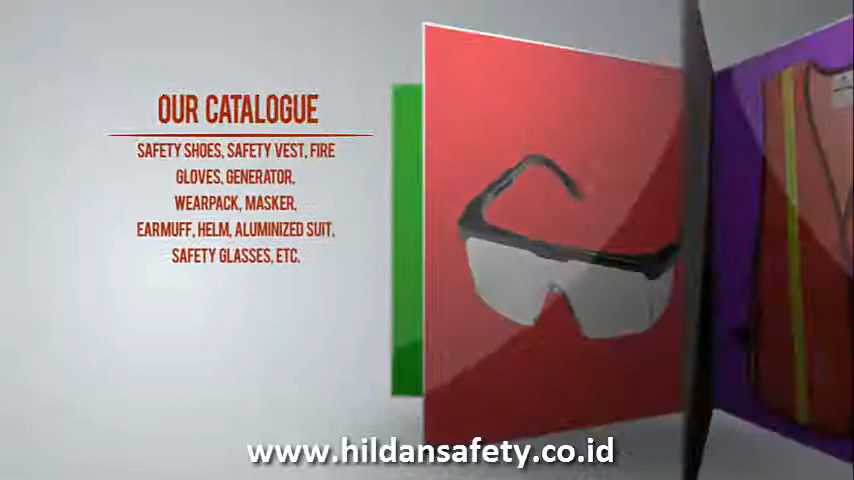 OUR CATALOGUE
SAFETY SHOES, SAFETY VEST, FIRE
GLOVES, GENERATOR,
WEARPACK, MASKER,
EARMUFF, HELM, ALUMINIZED SUIT,
SAFETY GLASSES, ETC.
www.hildansafety.co.id